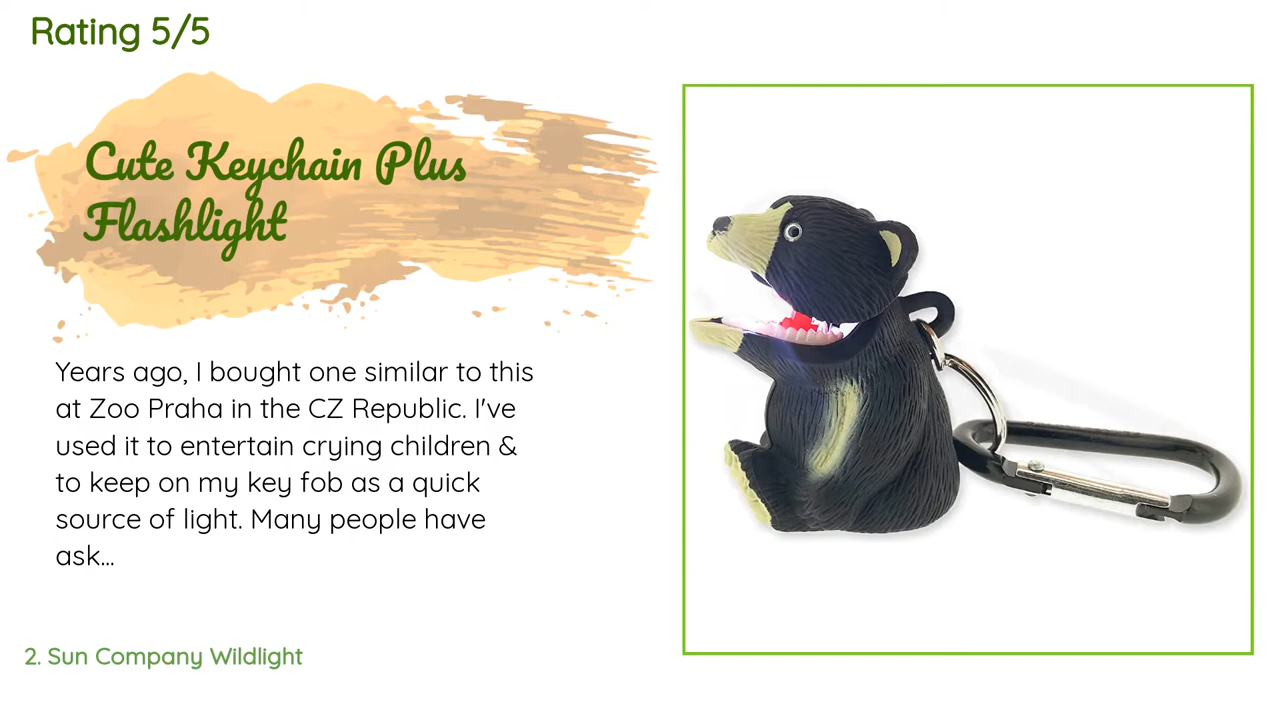 Rating 5/5
Cute Keychain Plus
Flashlight
Years ago, I bought one similar to this
at Zoo Praha in the CZ Republic. I've
used it to entertain crying children &
to keep on my key fob as a quick
source of light. Many people have
ask...
2. Sun Company Wildlight